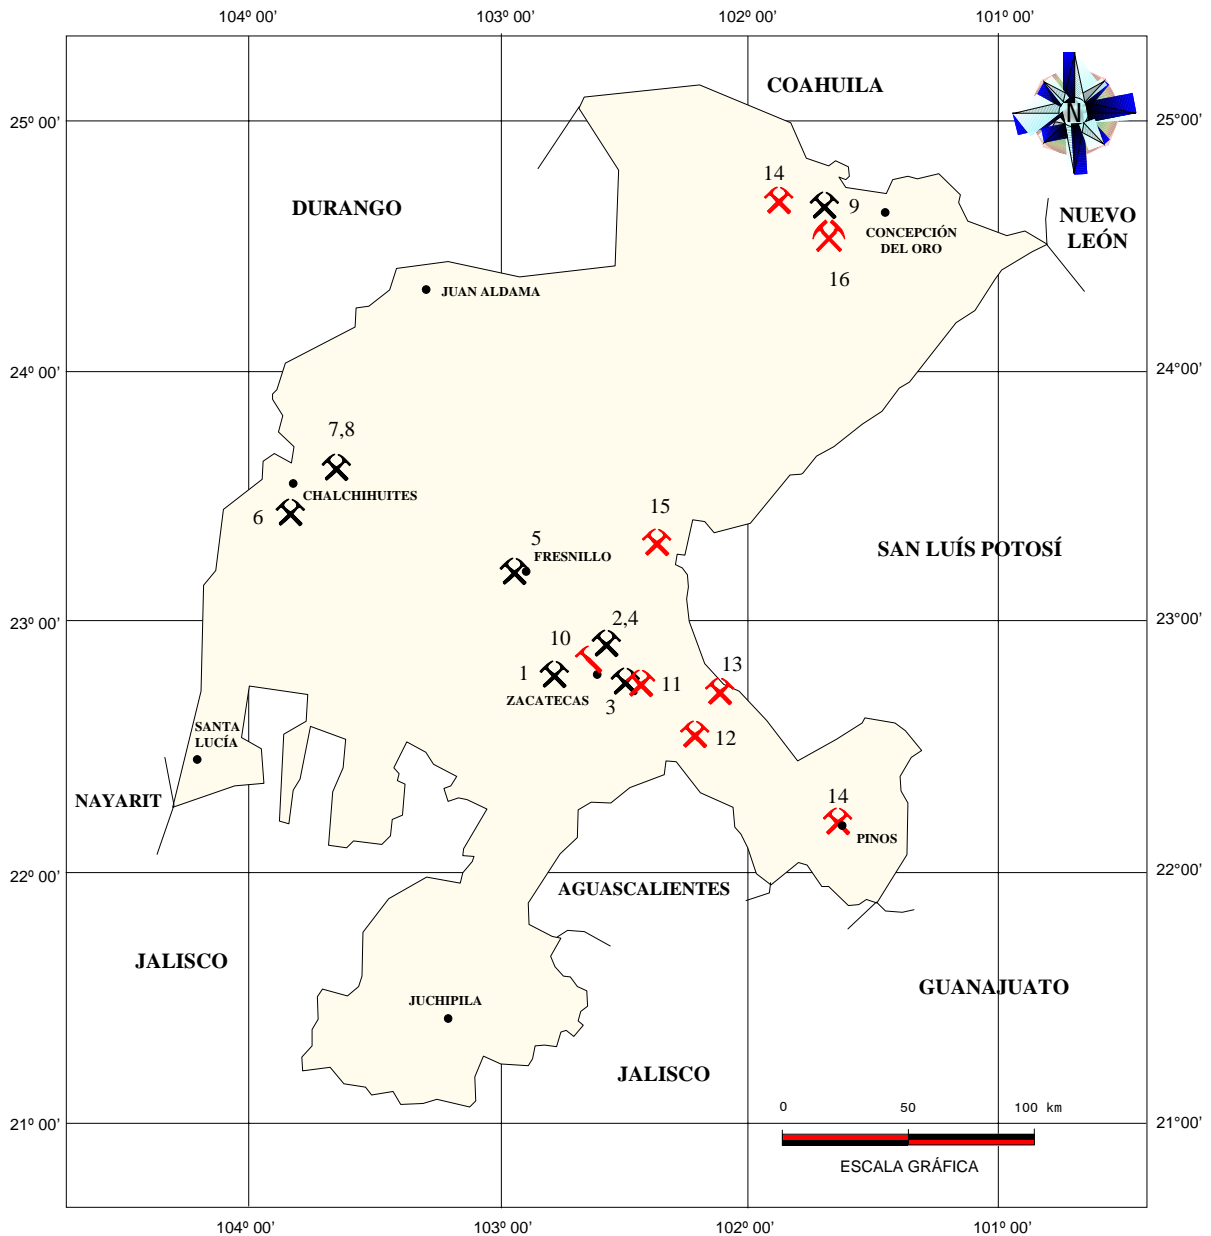 104º 00’
103º 00’
102º 00’
101º 00’
COAHUILA
N
25º 00’
25º 00’
14
9
DURANGO
NUEVO
LEÓN
CONCEPCIÓN
DEL ORO
16
JUAN ALDAMA
24º 00’
24º 00’
7,8
CHALCHIHUITES
6
15
5
FRESNILLO
SAN LUÍS POTOSÍ
23º 00’
23º 00’
2,4
10
1
13
11
ZACATECAS
3
SANTA
LUCÍA
12
NAYARIT
14
PINOS
22º 00’
22º 00’
AGUASCALIENTES
JALISCO
GUANAJUATO
JUCHIPILA
JALISCO
0 50 100 km
21º 00’
21º 00’
ESCALA GRÁFICA
104º 00’
103º 00’
102º 00’
101º 00’